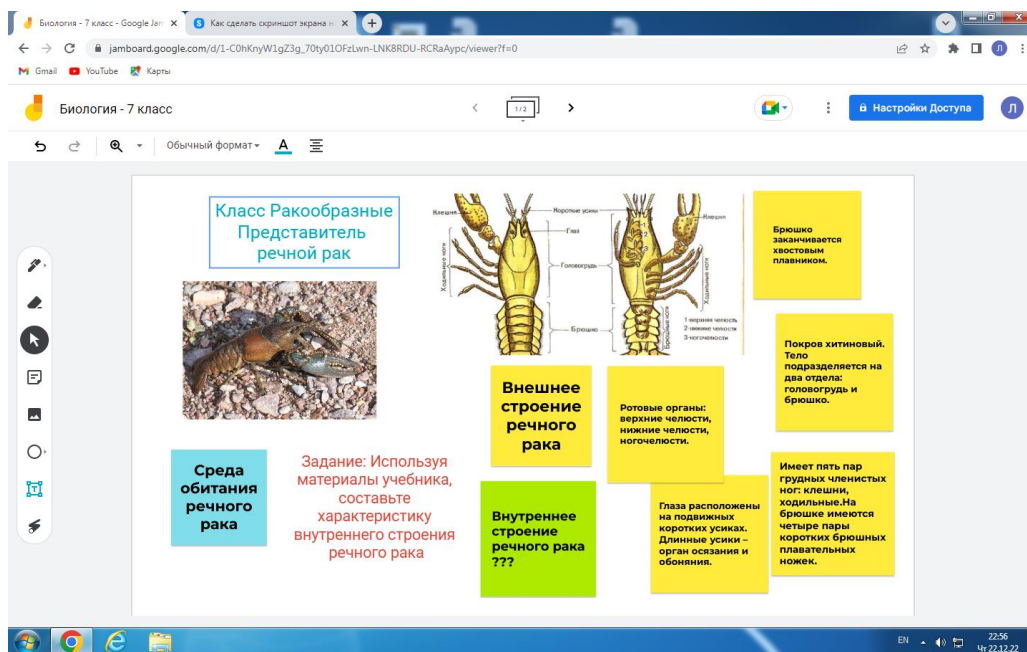 Биология - 7 класс - Google Jam
Как сделать скриншот экрана н
jamboard.google.com/d/1-C0hKnyW1gZ3g_70ty01OFzLwn-LNK8RDU-RCRaAypc/viewer?f=0
Gmail
YouTube
Карты
Биология - 7 класс
1/2
Настройки Доступа
Л
Обычный формат
Класс Ракообразные
Представитель
речной рак
Клешня
Короткие усики
Клешня
Глаз
Ходильные ноги
Головогрудь
Ходильные ноги
Брюшко
Брюшные ноги
1-верхняя челюсть
2-нижние челюсти
3-ногочелюсти
Брюшко
заканчивается
хвостовым
плавником.
Покров хитиновый.
Тело
подразделяется на
два отдела:
головогрудь и
брюшко.
Внешнее
строение
речного
рака
Ротовые органы:
верхние челюсти,
нижние челюсти,
ногочелюсти.
Среда
обитания
речного
рака
Задание: Используя
материалы учебника,
составьте
характеристику
внутреннего строения
речного рака
Внутреннее
строение
речного рака
???
Глаза расположены
на подвижных
коротких усиках.
Длинные усики –
орган осязания и
обоняния.
Имеет пять пар
грудных членистых
ног: клешни,
ходильные.На
брюшке имеются
четыре пары
коротких брюшных
плавательных
ножек.
EN
22:56
Чт 22.12.22